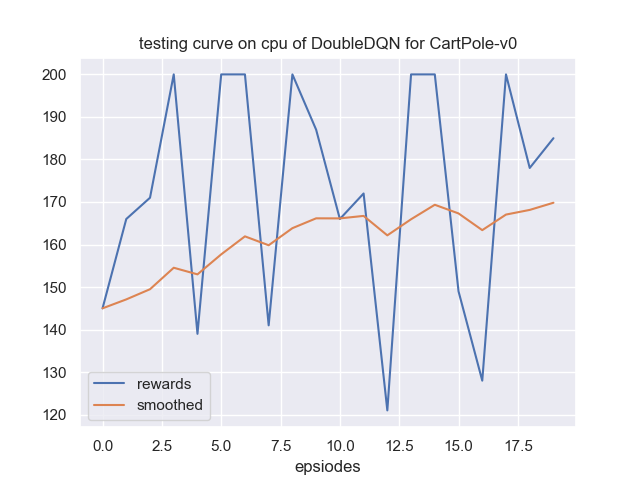 testing curve on cpu of DoubleDQN for CartPole-v0
200
190
180
170
160
150
140
130
120
rewards
smoothed
0.0 2.5 5.0 7.5 10.0 12.5 15.0 17.5
epsiodes